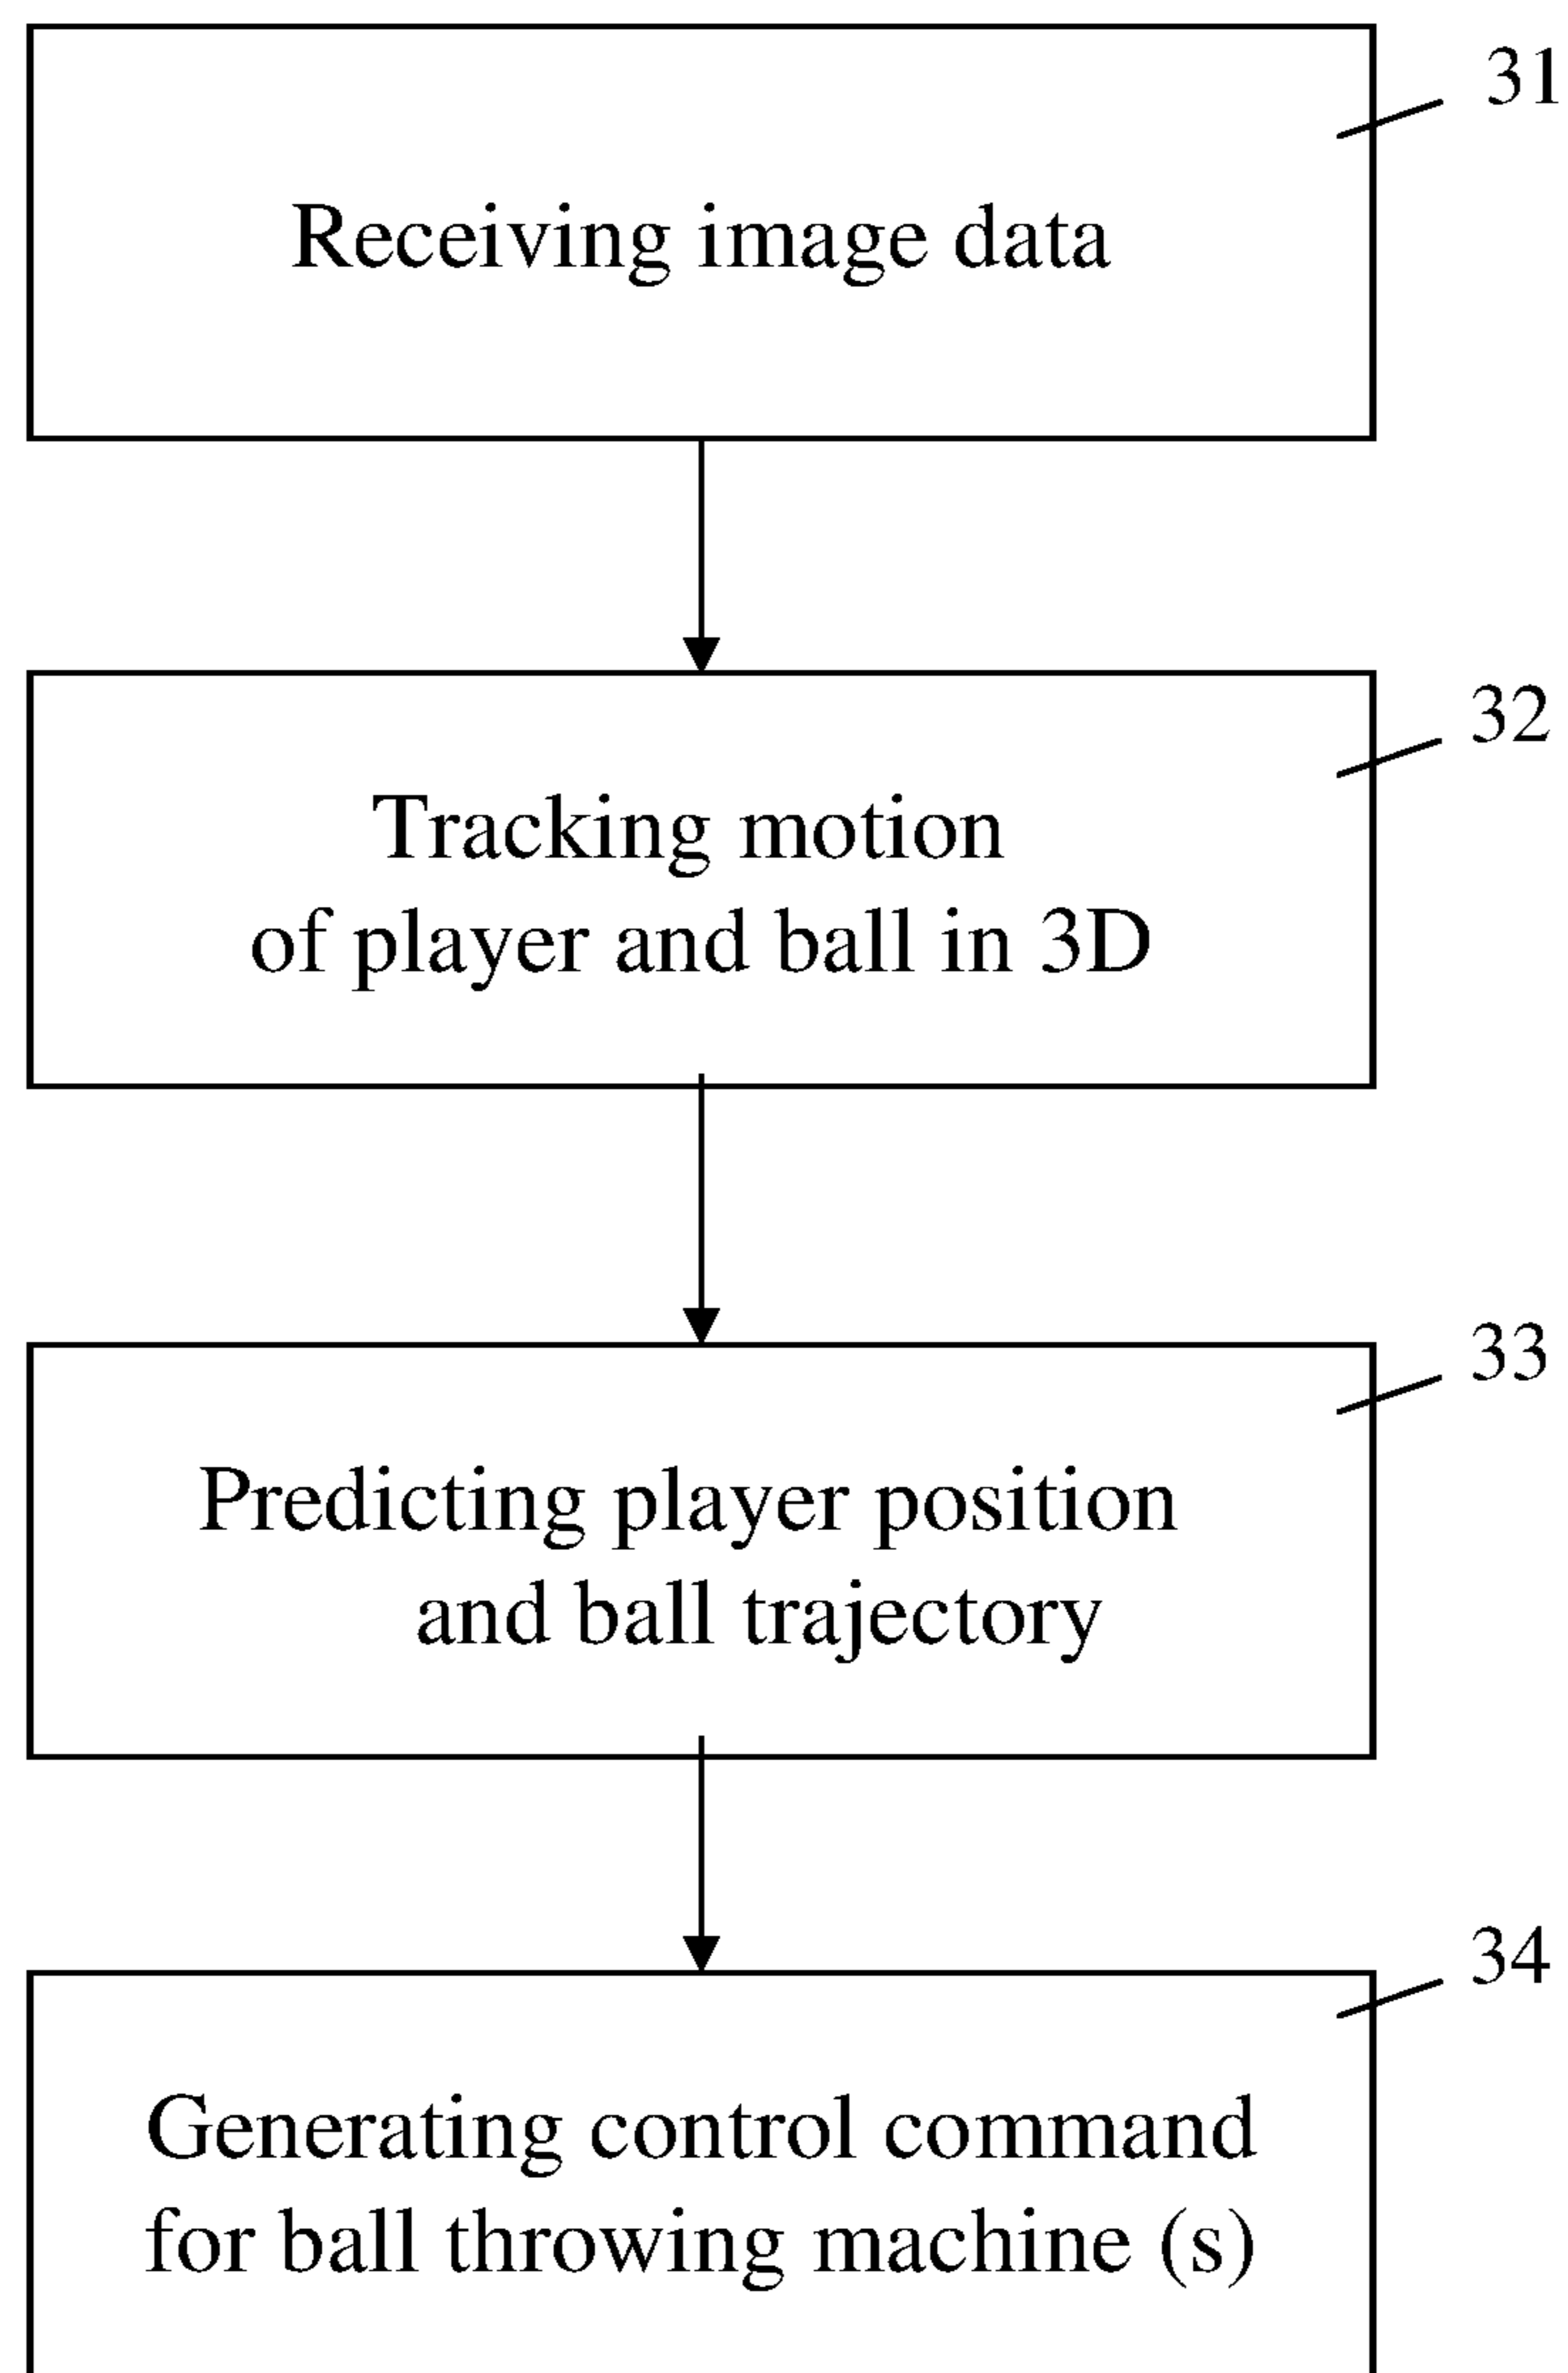 31
Receiving image data
32
Tracking motion
of player and ball in 3D
33
Predicting player position
and ball trajectory
34
Generating control command
for ball throwing machine (s)